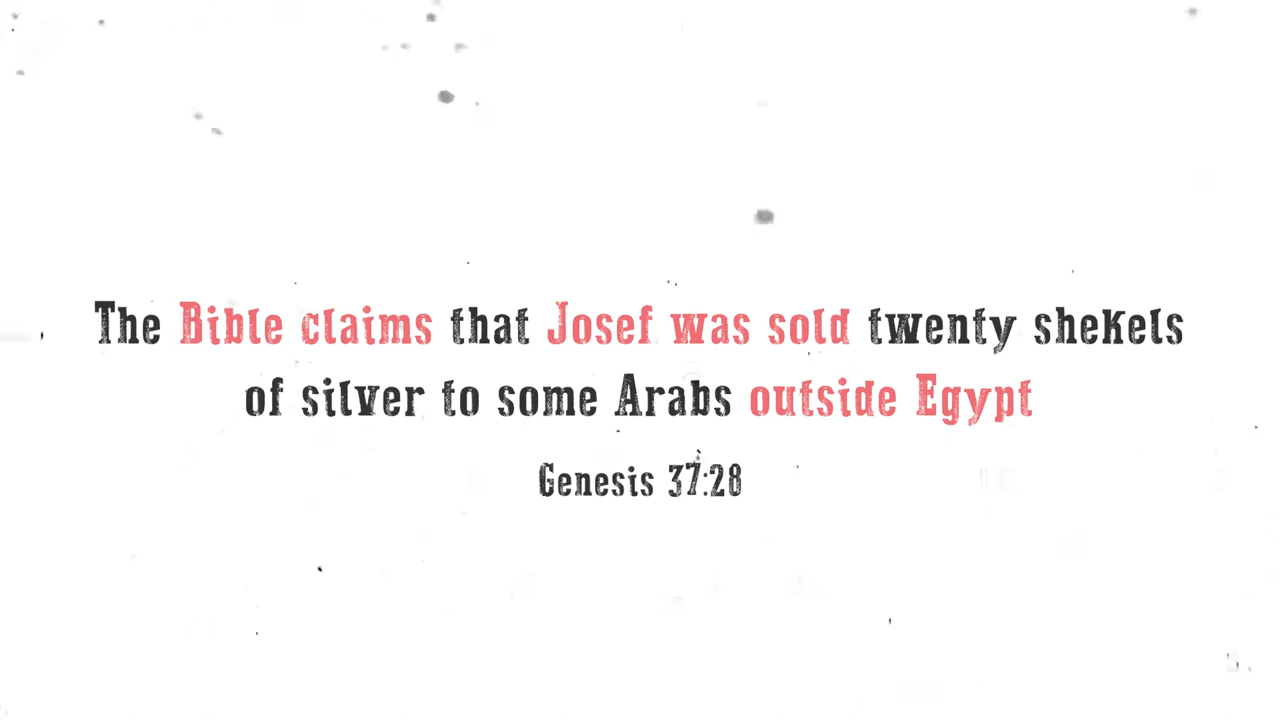 The Bible claims that Josef was sold twenty shekels
of silver to some Arabs outside Egypt
Genesis 37:28